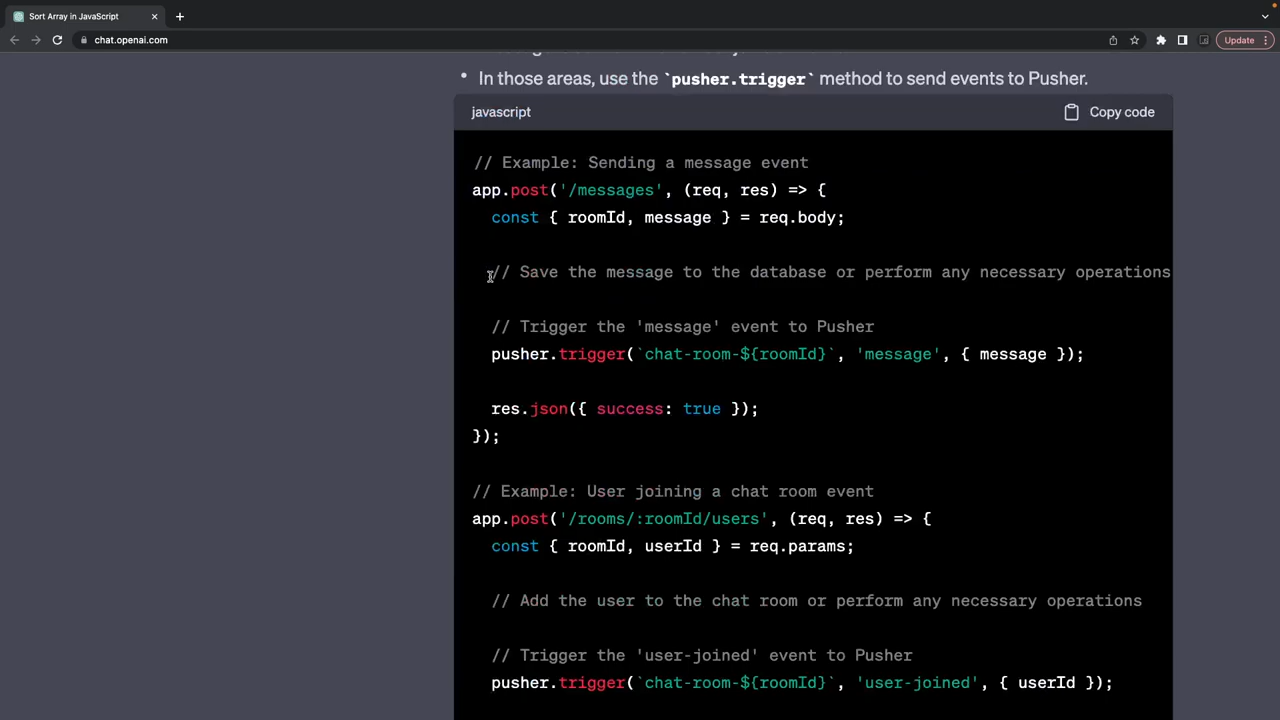 Sort Array in JavaScript
chat.openai.com
Update
In those areas, use the `pusher.trigger` method to send events to Pusher.
javascript
Copy code
// Example: Sending a message event
app.post('/messages', (req, res) => {
const { roomId, message } = req.body;
// Save the message to the database or perform any necessary operations
// Trigger the 'message' event to Pusher
pusher.trigger(`chat-room-${roomId}`, 'message', { message });
res.json({ success: true });
});
// Example: User joining a chat room event
app.post('/rooms/:roomId/users', (req, res) => {
const { roomId, userId } = req.params;
// Add the user to the chat room or perform any necessary operations
// Trigger the 'user-joined' event to Pusher
pusher.trigger(`chat-room-${roomId}`, 'user-joined', { userId });